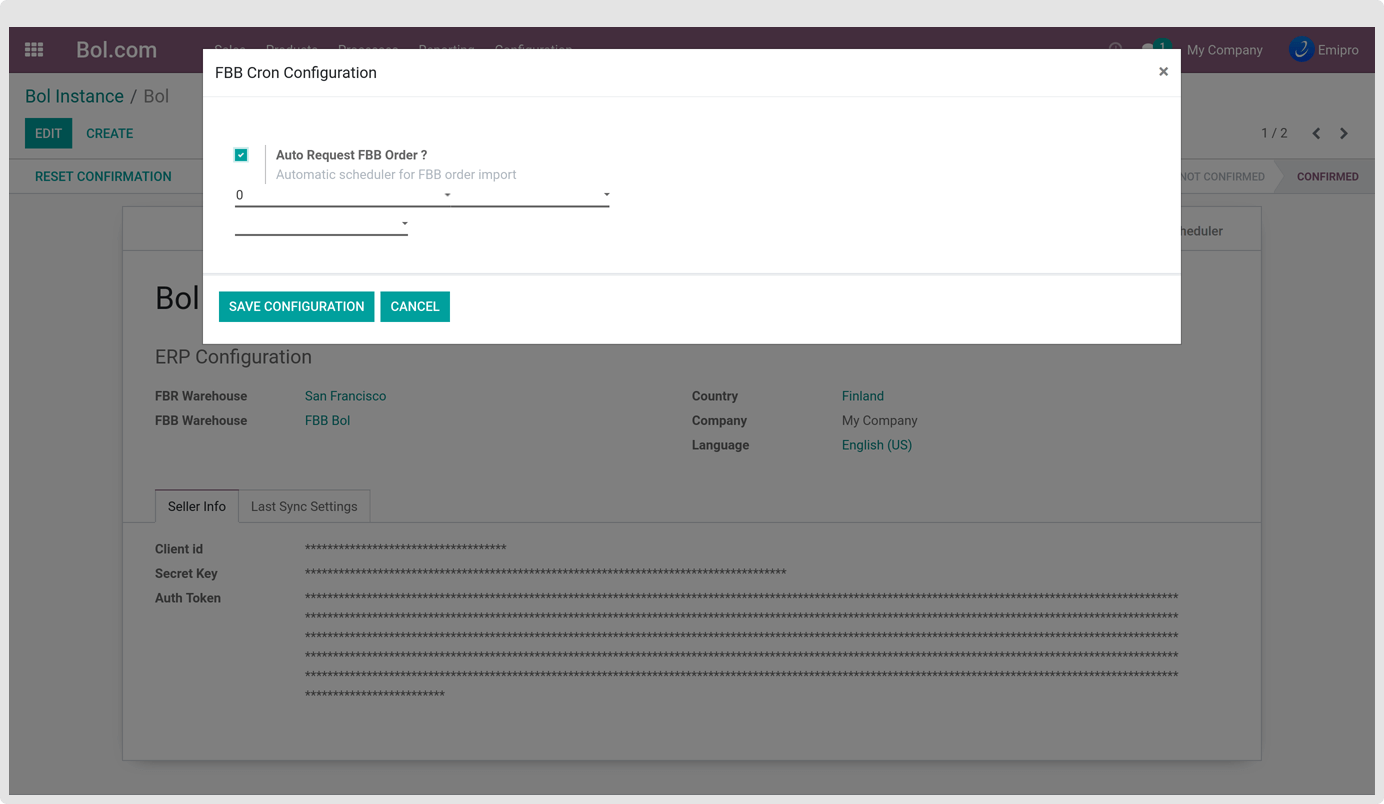 Bol.com Sales Products Processes Reporting Configuration 1 My Company Emipro
FBB Cron Configuration ×
Bol Instance / Bol
EDIT CREATE 1 / 2
Auto Request FBB Order ?
Automatic scheduler for FBB order import
RESET CONFIRMATION NOT CONFIRMED CONFIRMED
0
heduler
Bol
SAVE CONFIGURATION CANCEL
ERP Configuration
FBR Warehouse San Francisco Country Finland
FBB Warehouse FBB Bol Company My Company
Language English (US)
Seller Info Last Sync Settings
Client id ************************************
Secret Key
Auth Token